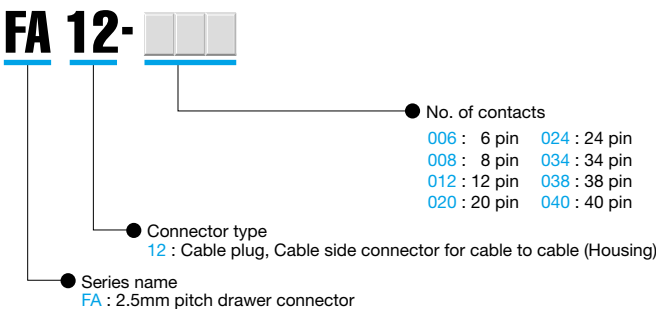 FA 12-
No. of contacts
006 : 6 pin 024 : 24 pin
008 : 8 pin 034 : 34 pin
012 : 12 pin 038 : 38 pin
020 : 20 pin 040 : 40 pin
Connector type
12 : Cable plug, Cable side connector for cable to cable (Housing)
Series name
FA : 2.5mm pitch drawer connector